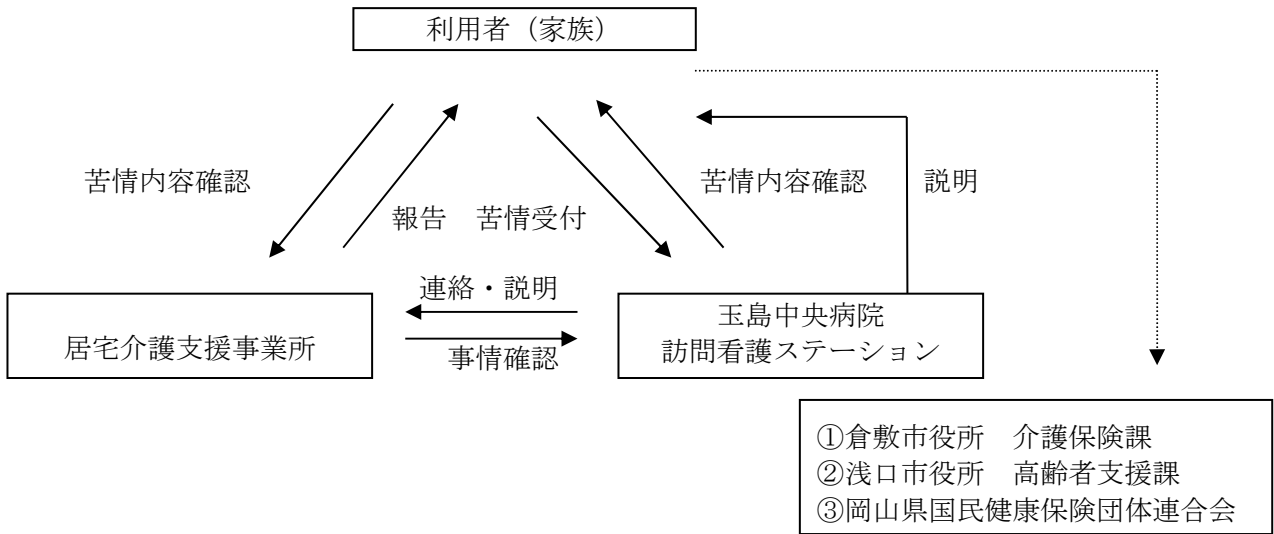 利用者（家族）
苦情内容確認
苦情内容確認
説明
報告　苦情受付
連絡・説明
居宅介護支援事業所
事情確認
玉島中央病院
訪問看護ステーション
①倉敷市役所　介護保険課
②浅口市役所　高齢者支援課
③岡山県国民健康保険団体連合会